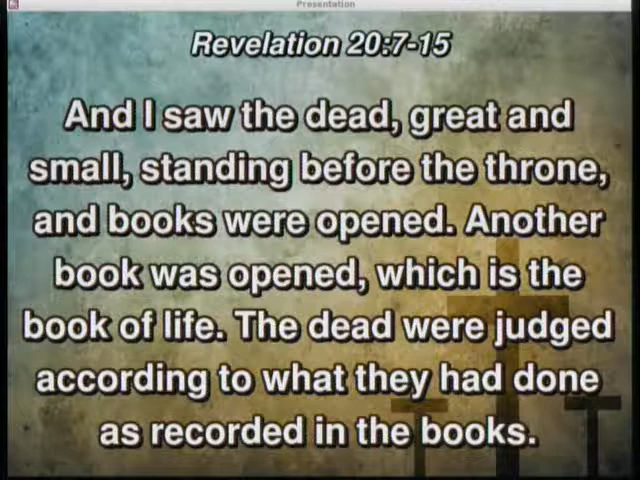 Presentation
Revelation 20:7-15
And I saw the dead, great and
small, standing before the throne,
and books were opened. Another
book was opened, which is the
book of life. The dead were judged
according to what they had done
as recorded in the books.